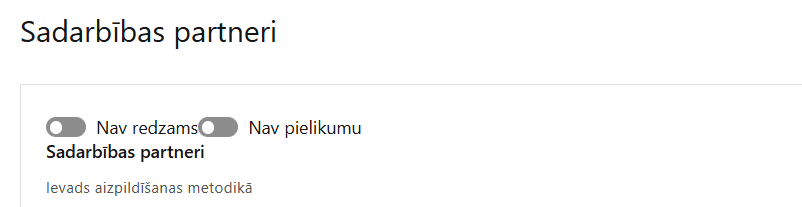 Sadarbības partneri
Nav redzams Nav pielikumu
Sadarbības partneri
Ievads aizpildīšanas metodikā